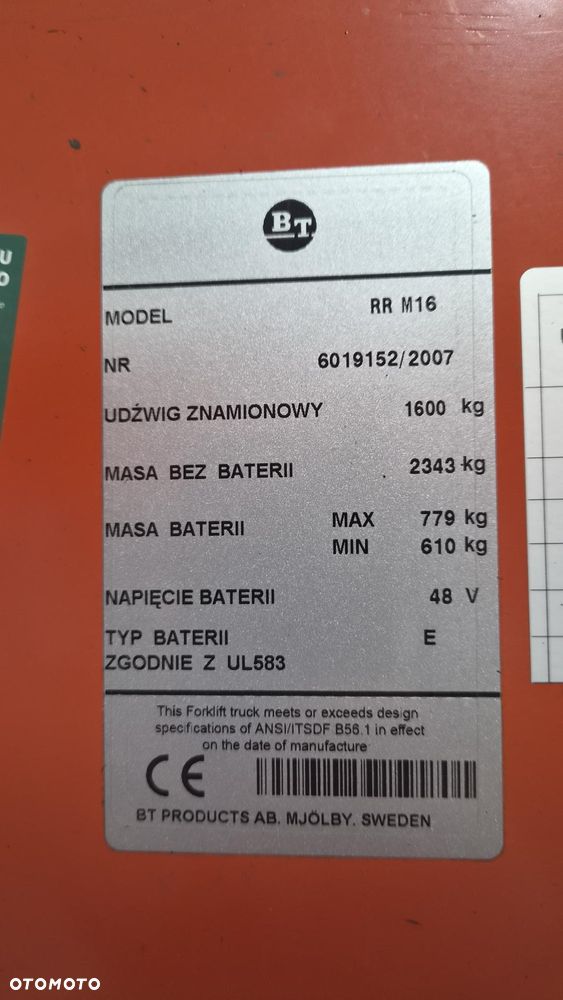 BT
MODEL RR M16
NR 6019152/2007
UDŹWIG ZNAMIONOWY 1600 kg
MASA BEZ BATERII 2343 kg
MASA BATERII MAX 779 kg
MIN 610 kg
NAPIĘCIE BATERII 48 V
TYP BATERII E
ZGODNIE Z UL583
This Forklift truck meets or exceeds design
specifications of ANSI/ITSDF B56.1 in effect
on the date of manufacture
CE
BT PRODUCTS AB. MJÖLBY. SWEDEN
U
O
OTOMOTO